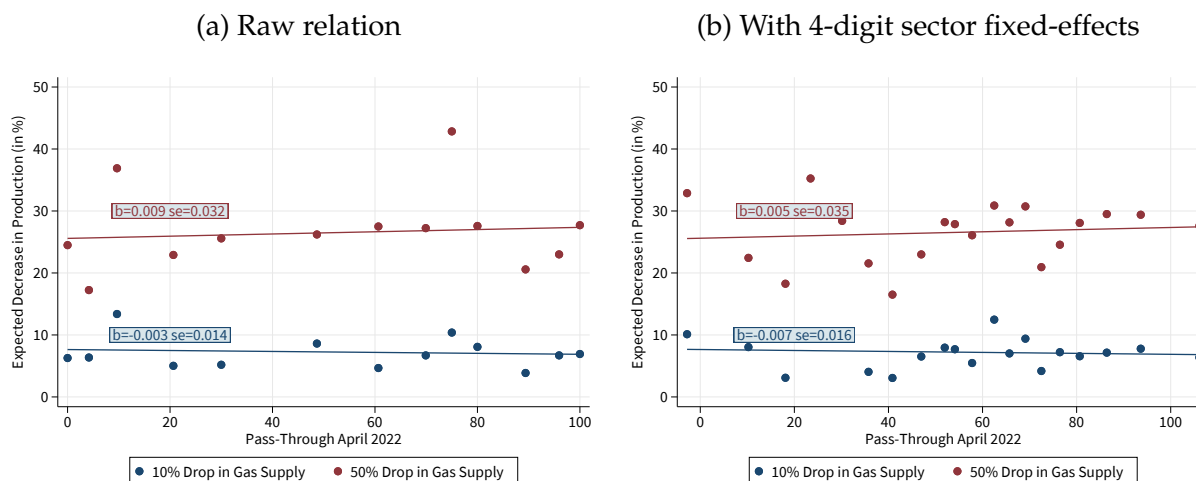 (a) Raw relation
Expected Decrease in Production (in %)
50
40
30
20
10
0
b=0.009 se=0.032
b=-0.003 se=0.014
0 20 40 60 80 100
Pass-Through April 2022
10% Drop in Gas Supply 50% Drop in Gas Supply
(b) With 4-digit sector fixed-effects
Expected Decrease in Production (in %)
50
40
30
20
10
0
b=0.005 se=0.035
b=-0.007 se=0.016
0 20 40 60 80 100
Pass-Through April 2022
10% Drop in Gas Supply 50% Drop in Gas Supply